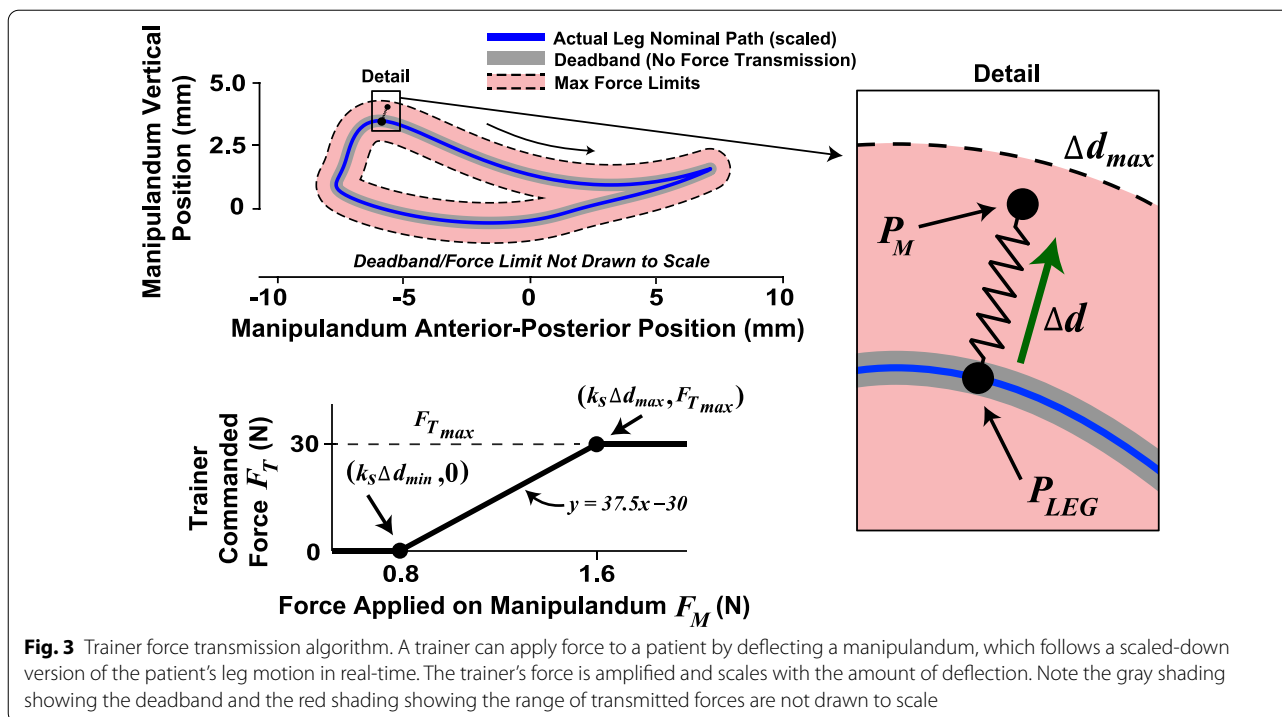 Actual Leg Nominal Path (scaled)
Deadband (No Force Transmission)
Max Force Limits
Detail
Manipulandum Vertical
Position (mm)
5.0
2.5
0
Deadband/Force Limit Not Drawn to Scale
-10
-5
0
5
10
Manipulandum Anterior-Posterior Position (mm)
Detail
Δd_max
P_M
Δd
P_LEG
Trainer
Commanded
Force F_T (N)
30
0
F_Tmax
(k_s Δd_max, F_Tmax)
(k_s Δd_min, 0)
y = 37.5x – 30
0.8
1.6
Force Applied on Manipulandum F_M (N)
Fig. 3 Trainer force transmission algorithm. A trainer can apply force to a patient by deflecting a manipulandum, which follows a scaled-down
version of the patient's leg motion in real-time. The trainer's force is amplified and scales with the amount of deflection. Note the gray shading
showing the deadband and the red shading showing the range of transmitted forces are not drawn to scale